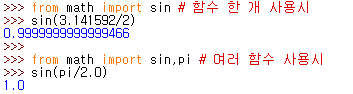 >>> from math import sin # 함수 한 개 사용시
>>> sin(3.141592/2)
0.9999999999999466
>>>
>>> from math import sin,pi # 여러 함수 사용시
>>> sin(pi/2.0)
1.0